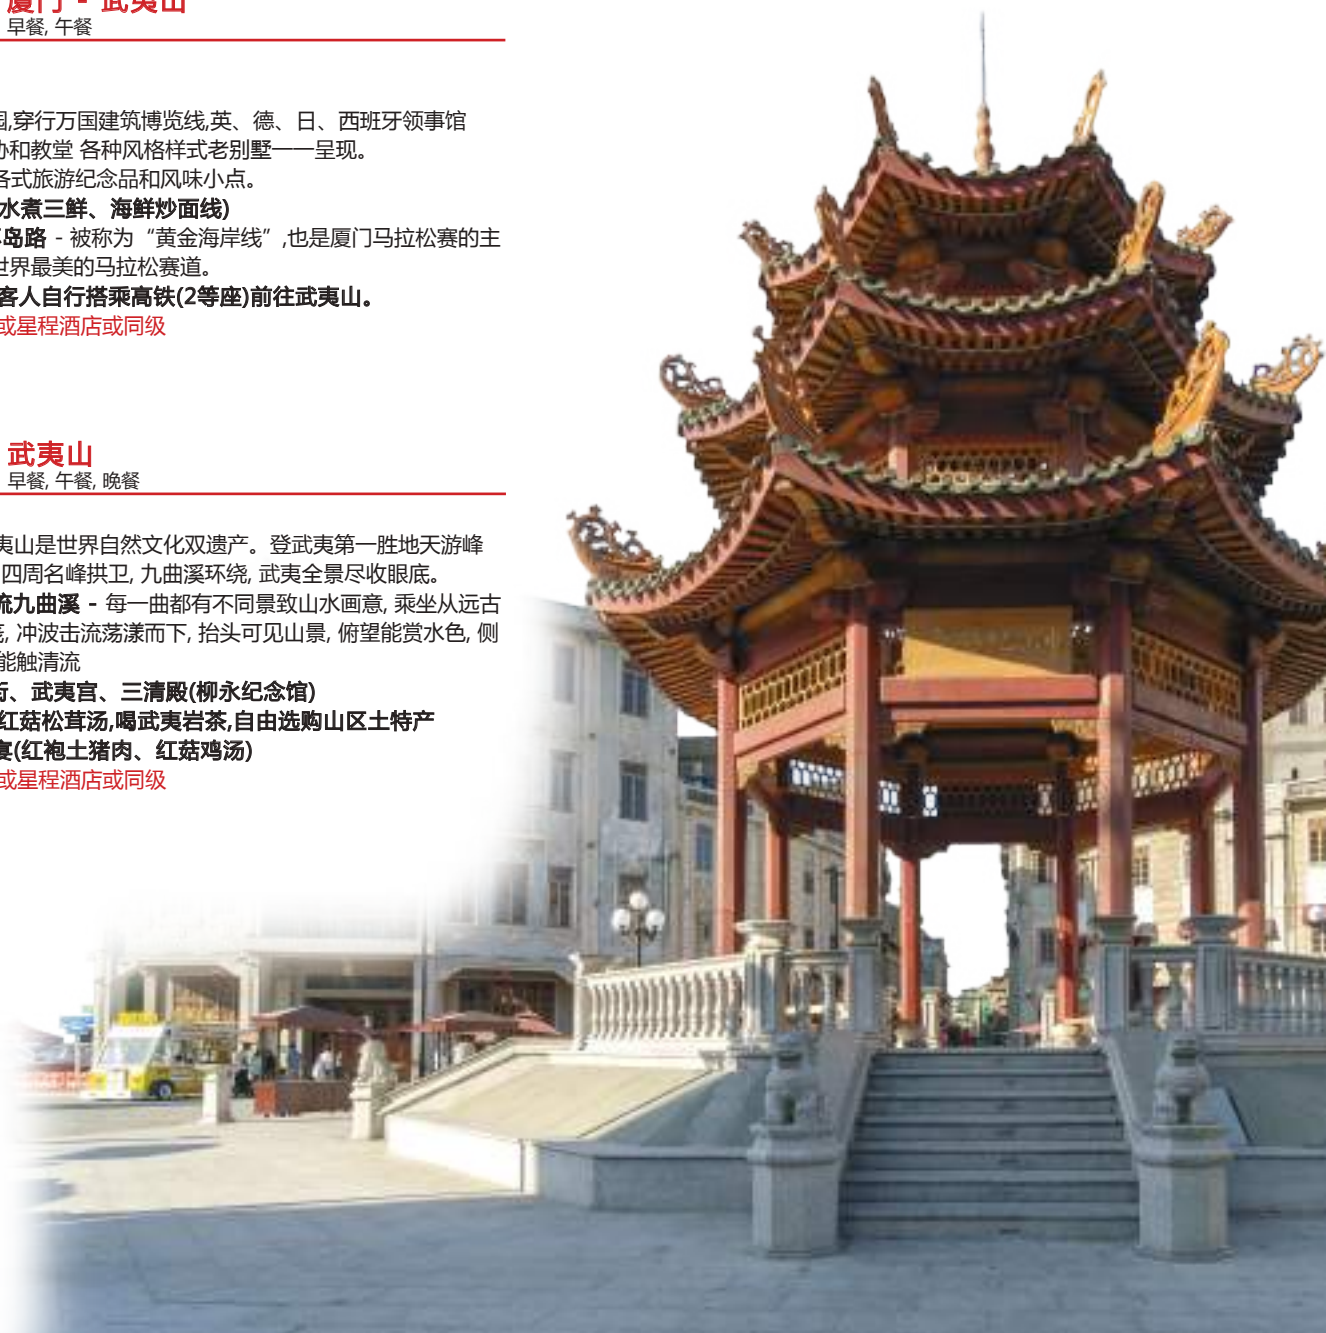 厦门 - 武夷山
早餐, 午餐
,穿行万国建筑博览线,英、德、日、西班牙领事馆
协和教堂 各种风格样式老别墅一一呈现。
各式旅游纪念品和风味小点。
水煮三鲜、海鲜炒面线)
岛路 - 被称为“黄金海岸线”,也是厦门马拉松赛的主
世界最美的马拉松赛道。
客人自行搭乘高铁(2等座)前往武夷山。
或星程酒店或同级
武夷山
早餐, 午餐, 晚餐
夷山是世界自然文化双遗产。登武夷第一胜地天游峰
四周名峰拱卫, 九曲溪环绕, 武夷全景尽收眼底。
流九曲溪 - 每一曲都有不同景致山水画意, 乘坐从远古
, 冲波击流荡漾而下, 抬头可见山景, 俯望能赏水色, 侧
能触清流
街、武夷宫、三清殿(柳永纪念馆)
红菇松茸汤,喝武夷岩茶,自由选购山区土特产
宴(红袍土猪肉、红菇鸡汤)
或星程酒店或同级